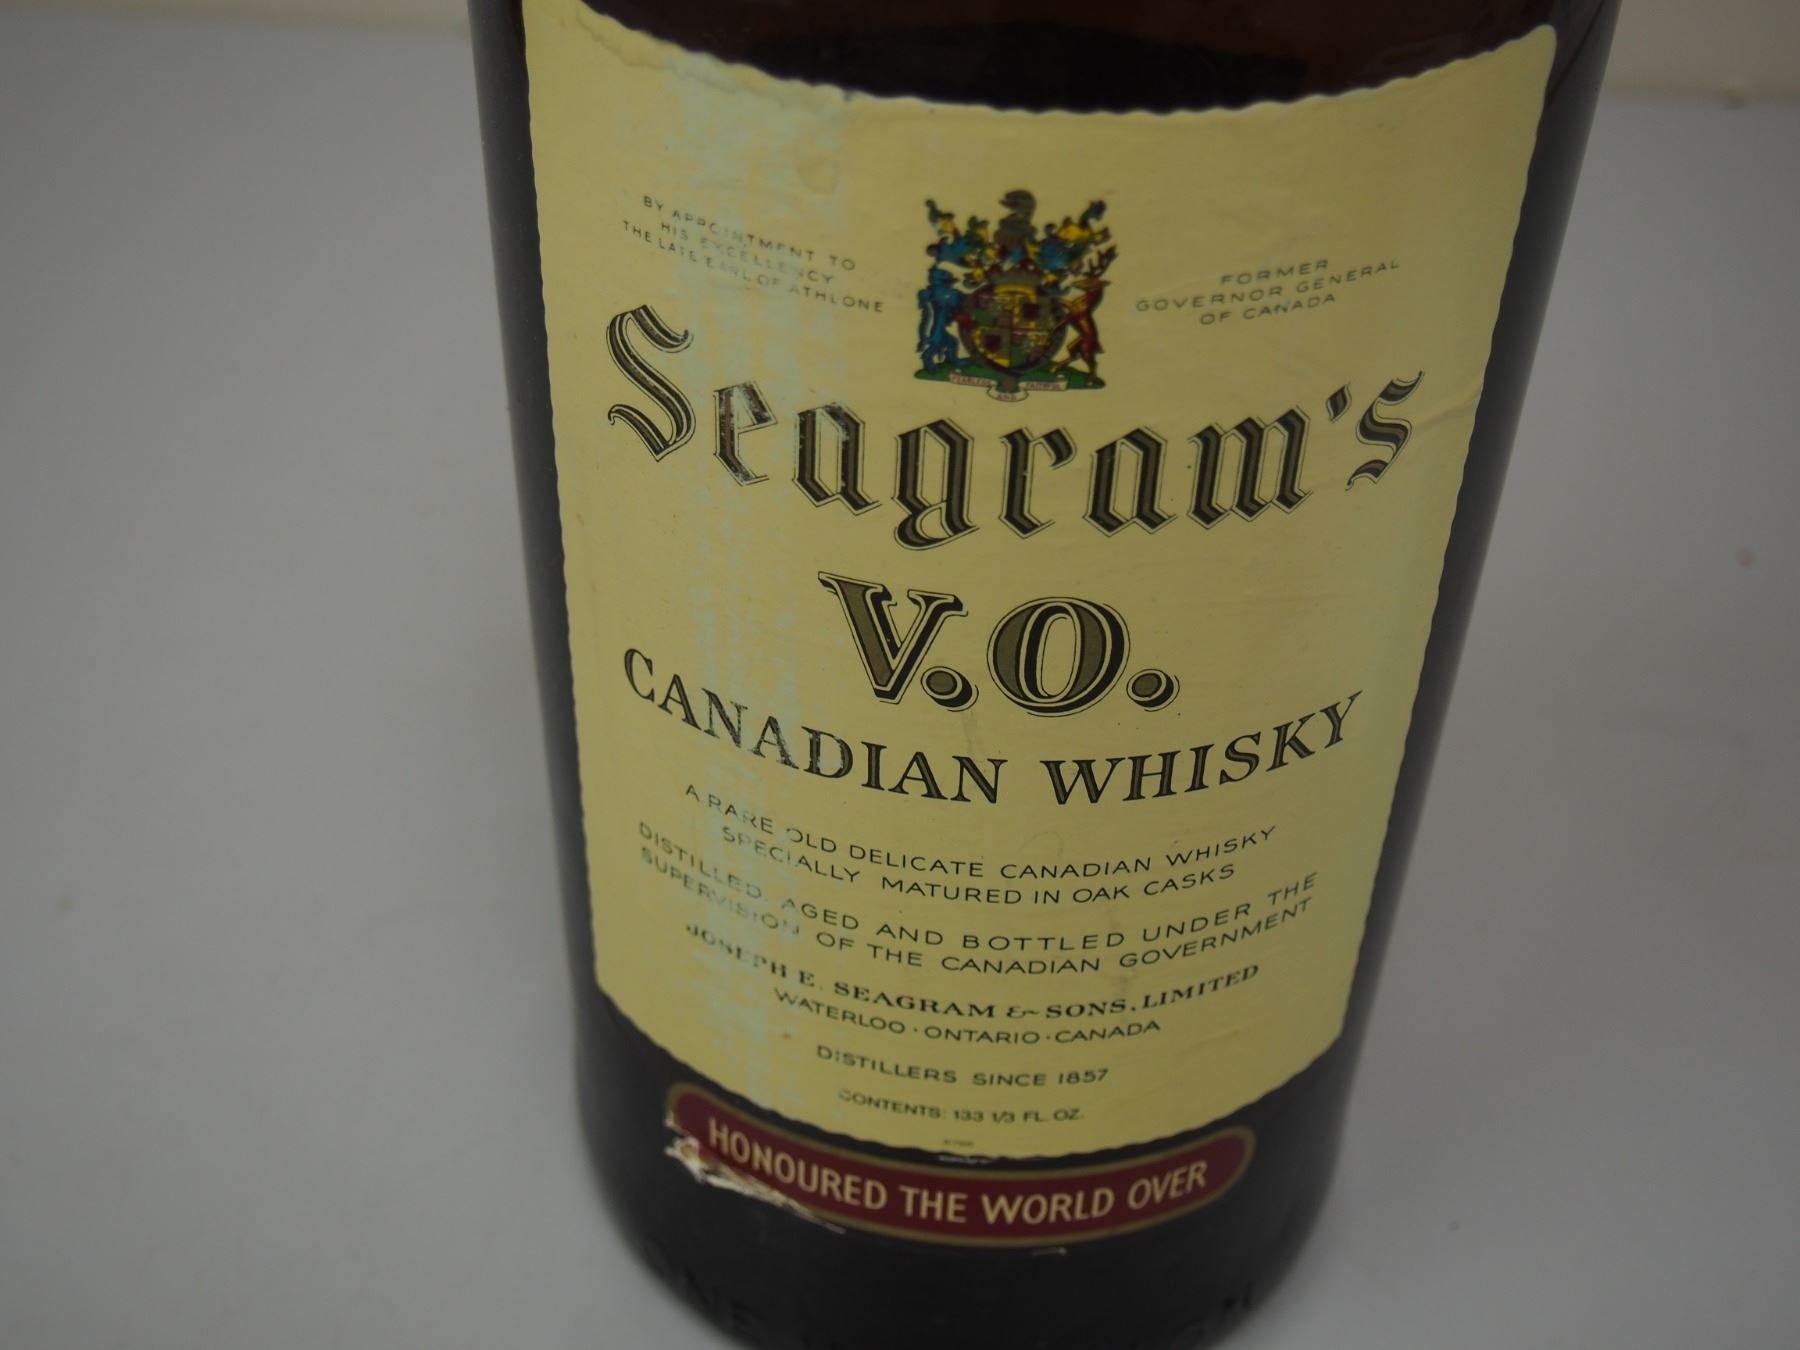 BY APPOINTMENT TO
HIS EXCELLENCY
THE LATE EARL OF ATHLONE
FORMER
GOVERNOR GENERAL
OF CANADA
FEARLESS AND FAITHFUL
Seagram's
V.O.
CANADIAN WHISKY
A RARE OLD DELICATE CANADIAN WHISKY
SPECIALLY MATURED IN OAK CASKS
DISTILLED, AGED AND BOTTLED UNDER THE
SUPERVISION OF THE CANADIAN GOVERNMENT
JOSEPH E. SEAGRAM & SONS, LIMITED
WATERLOO · ONTARIO · CANADA
DISTILLERS SINCE 1857
CONTENTS: 133 1/3 FL. OZ.
HONOURED THE WORLD OVER